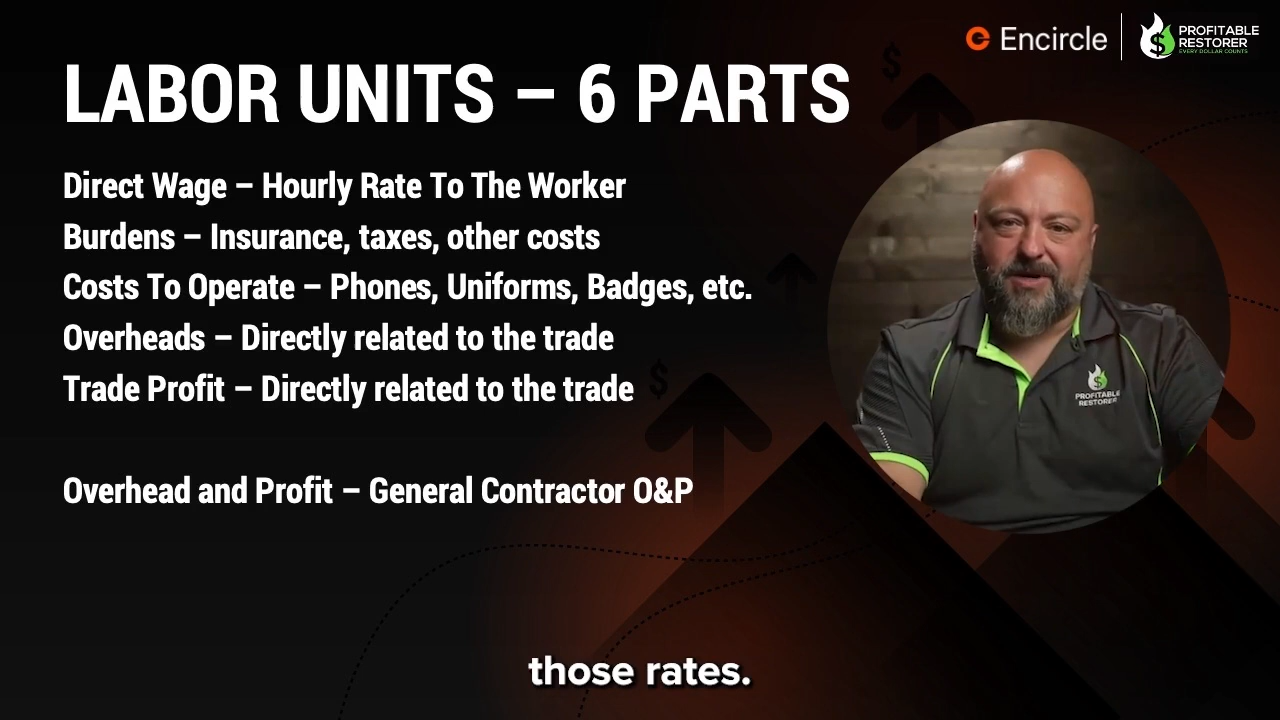 Encircle
PROFITABLE
RESTORER
EVERY DOLLAR COUNTS
LABOR UNITS – 6 PARTS
Direct Wage – Hourly Rate To The Worker
Burdens – Insurance, taxes, other costs
Costs To Operate – Phones, Uniforms, Badges, etc.
Overheads – Directly related to the trade
Trade Profit – Directly related to the trade
Overhead and Profit – General Contractor O&P
PROFITABLE
RESTORER
those rates.